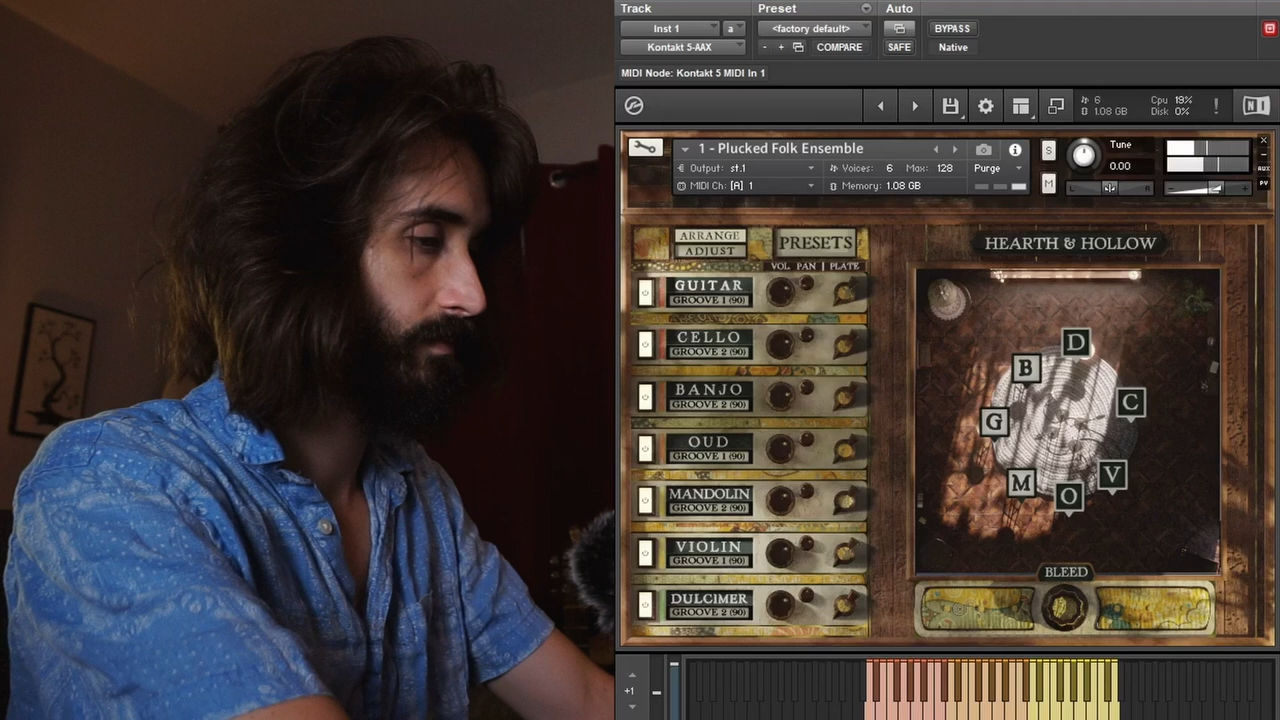 Track Preset Auto
Inst 1 a <factory default>
BYPASS
Kontakt 5-AAX - + COMPARE SAFE Native
MIDI Node: Kontakt 5 MIDI In 1
6 Cpu 19%
1.08 GB Disk 0% !
1 - Plucked Folk Ensemble
Output: st.1 Voices: 6 Max: 128 Purge
MIDI Ch: [A] 1 Memory: 1.08 GB
S
M
Tune
0.00
L R
AUX
PV
ARRANGE
ADJUST
PRESETS
VOL PAN | PLATE
GUITAR
GROOVE 1 (90)
CELLO
GROOVE 2 (90)
BANJO
GROOVE 2 (90)
OUD
GROOVE 1 (90)
MANDOLIN
GROOVE 2 (90)
VIOLIN
GROOVE 1 (90)
DULCIMER
GROOVE 2 (90)
HEARTH & HOLLOW
D
B
C
G
V
M
O
BLEED
+1